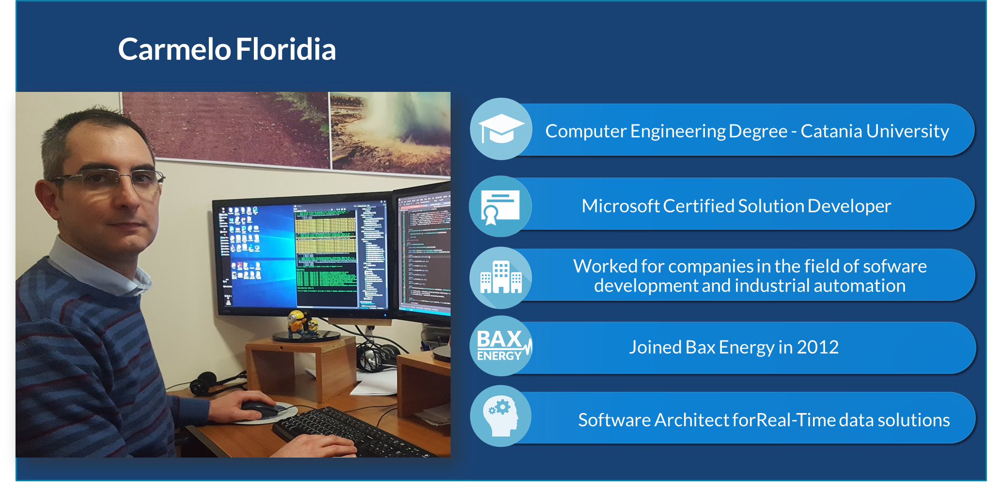 Carmelo Floridia
Computer Engineering Degree - Catania University
Microsoft Certified Solution Developer
Worked for companies in the field of sofware
development and industrial automation
BAX
ENERGY
Joined Bax Energy in 2012
Software Architect forReal-Time data solutions